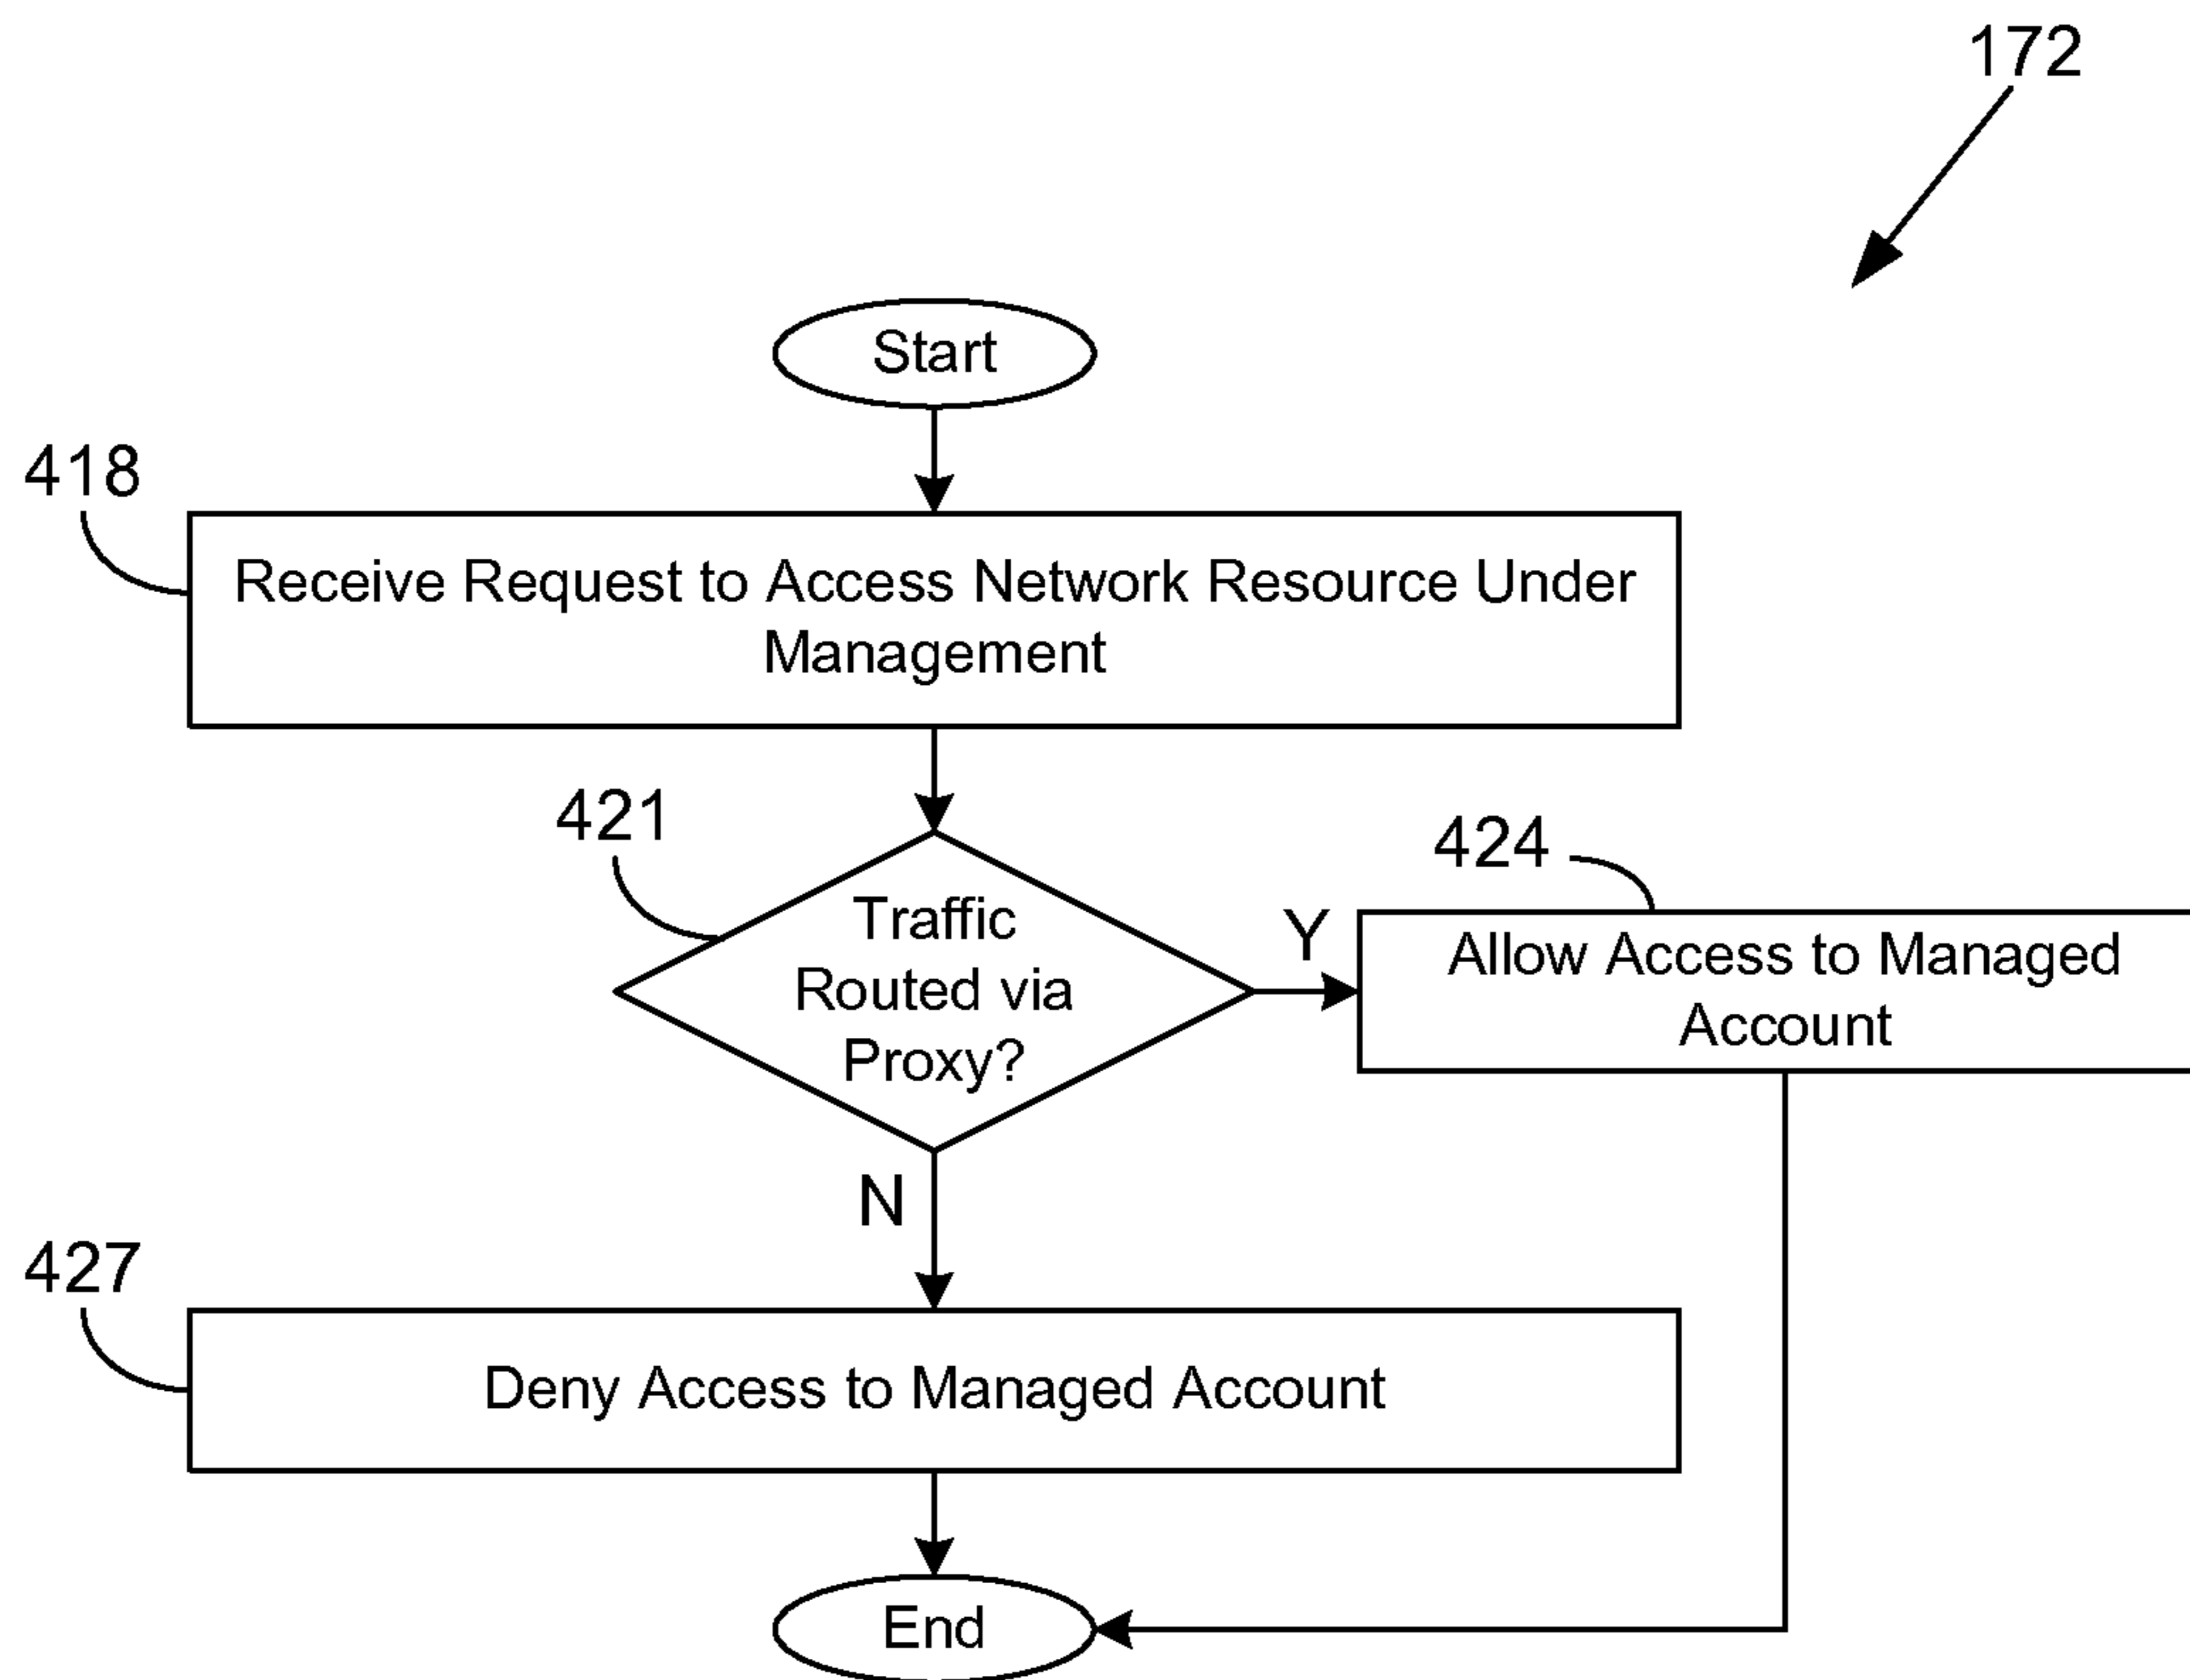 172
Start
418
Receive Request to Access Network Resource Under
Management
421
Traffic
Routed via
Proxy?
Y
424
Allow Access to Managed
Account
N
427
Deny Access to Managed Account
End